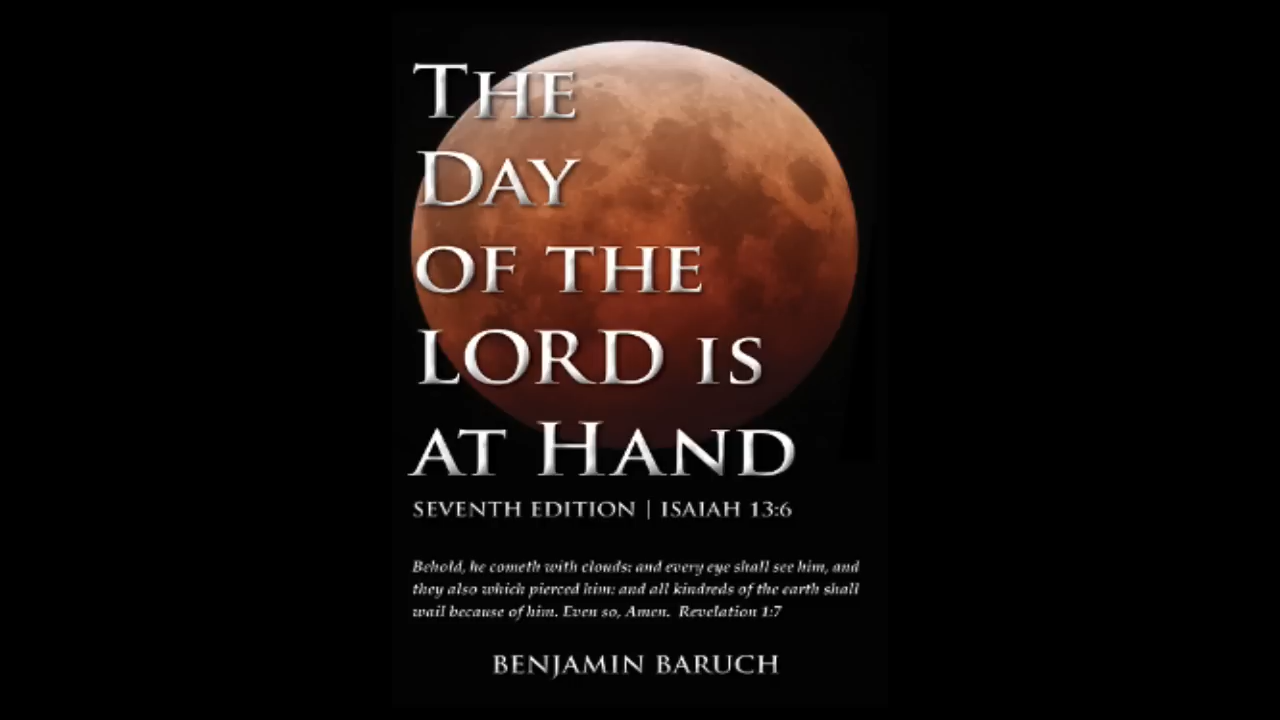 THE
DAY
OF THE
LORD IS
AT HAND
SEVENTH EDITION | ISAIAH 13:6
Behold, he cometh with clouds: and every eye shall see him, and
they also which pierced him: and all kindreds of the earth shall
wail because of him. Even so, Amen. Revelation 1:7
BENJAMIN BARUCH